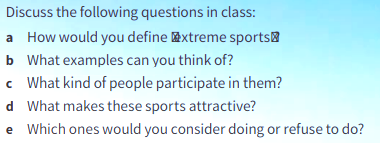 Discuss the following questions in class:
a How would you define extreme sports?
b What examples can you think of?
c What kind of people participate in them?
d What makes these sports attractive?
e Which ones would you consider doing or refuse to do?